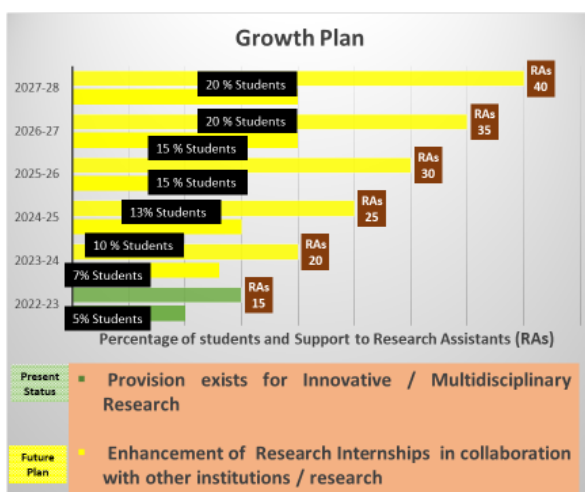 Growth Plan
2027-28
20 % Students
RAs
40
2026-27
20 % Students
RAs
35
15 % Students
2025-26
15 % Students
RAs
30
2024-25
13% Students
RAs
25
10 % Students
2023-24
RAs
20
7% Students
2022-23
RAs
15
5% Students
Percentage of students and Support to Research Assistants (RAs)
Present
Status
▪ Provision exists for Innovative / Multidisciplinary
Research
Future
Plan
▪ Enhancement of Research Internships in collaboration
with other institutions / research